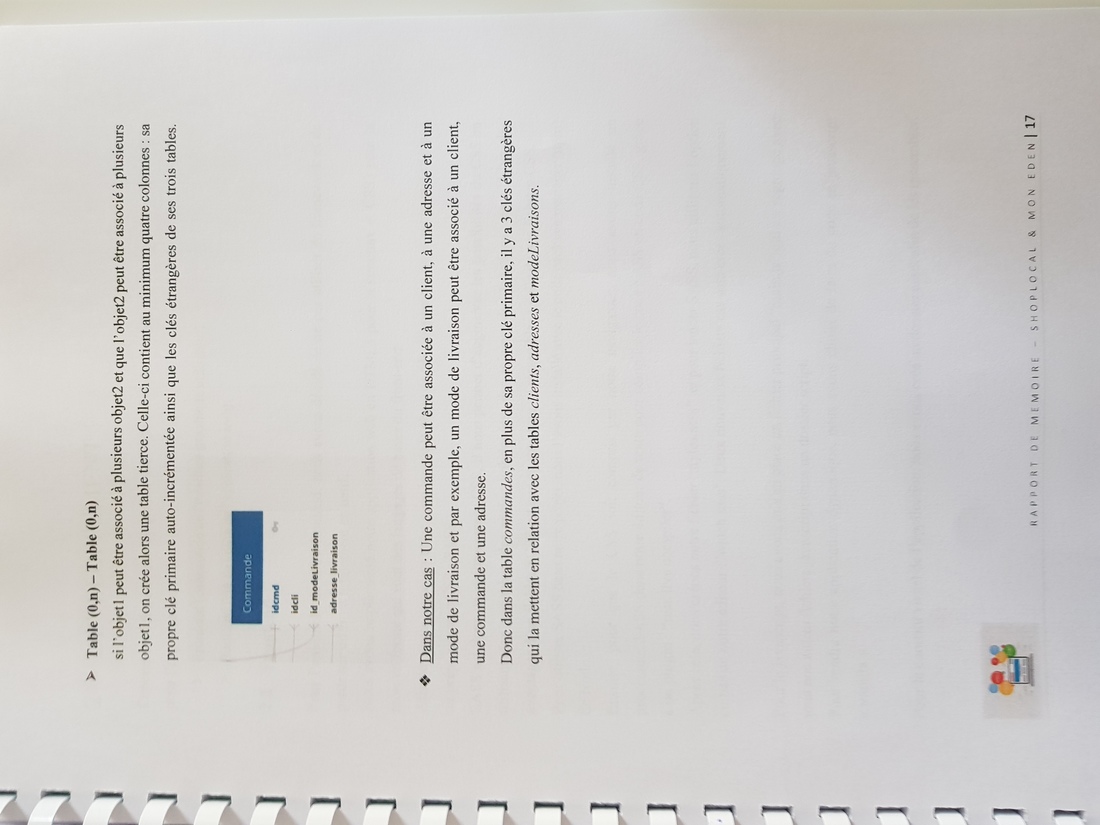 ➢ Table (0,n) – Table (0,n)
si l'objet1 peut être associé à plusieurs objet2 et que l'objet2 peut être associé à plusieurs
objet1, on crée alors une table tierce. Celle-ci contient au minimum quatre colonnes : sa
propre clé primaire auto-incrémentée ainsi que les clés étrangères de ses trois tables.
Commande
idcmd
idcli
id_modeLivraison
adresse_livraison
❖ Dans notre cas : Une commande peut être associée à un client, à une adresse et à un
mode de livraison et par exemple, un mode de livraison peut être associé à un client,
une commande et une adresse.
Donc dans la table commandes, en plus de sa propre clé primaire, il y a 3 clés étrangères
qui la mettent en relation avec les tables clients, adresses et modeLivraisons.
RAPPORT DE MEMOIRE – SHOPLOCAL & MON EDEN | 17